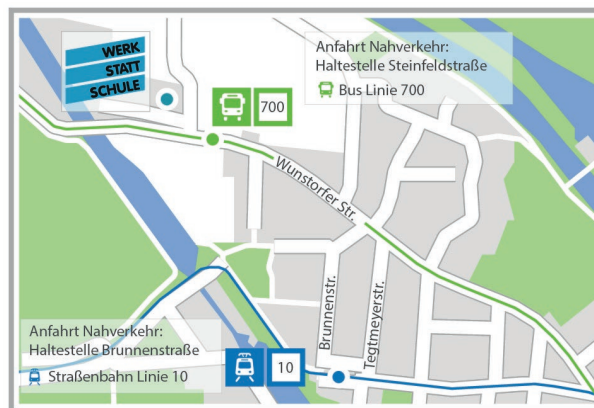 WERK
STATT
SCHULE
Anfahrt Nahverkehr:
Haltestelle Steinfeldstraße
Bus Linie 700
700
Wunstorfer Str.
Brunnenstr.
Tegtmeyerstr.
Anfahrt Nahverkehr:
Haltestelle Brunnenstraße
Straßenbahn Linie 10
10